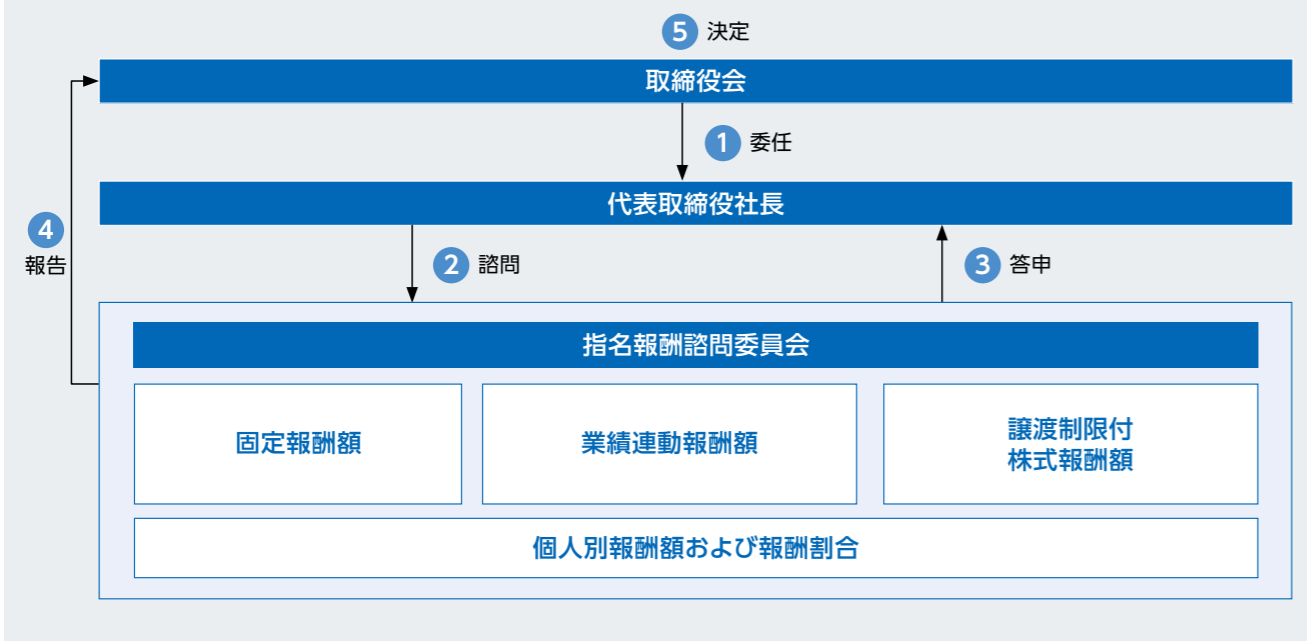 5 決定
取締役会
1 委任
代表取締役社長
4
報告
2 諮問
3 答申
指名報酬諮問委員会
固定報酬額
業績連動報酬額
譲渡制限付
株式報酬額
個人別報酬額および報酬割合